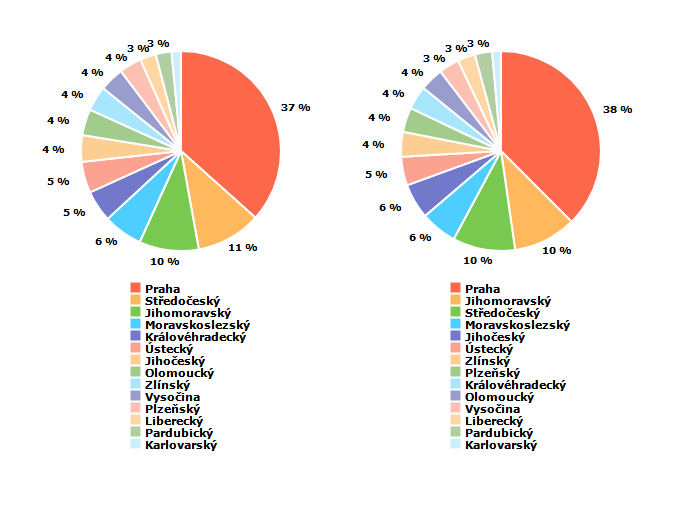 37 %
11 %
10 %
6 %
5 %
5 %
4 %
4 %
4 %
4 %
4 %
3 %
3 %
Praha
Středočeský
Jihomoravský
Moravskoslezský
Královéhradecký
Ústecký
Jihočeský
Olomoucký
Zlínský
Vysočina
Plzeňský
Liberecký
Pardubický
Karlovarský
38 %
10 %
10 %
6 %
6 %
5 %
4 %
4 %
4 %
4 %
3 %
3 %
3 %
Praha
Jihomoravský
Středočeský
Moravskoslezský
Jihočeský
Ústecký
Zlínský
Plzeňský
Královéhradecký
Olomoucký
Vysočina
Liberecký
Pardubický
Karlovarský